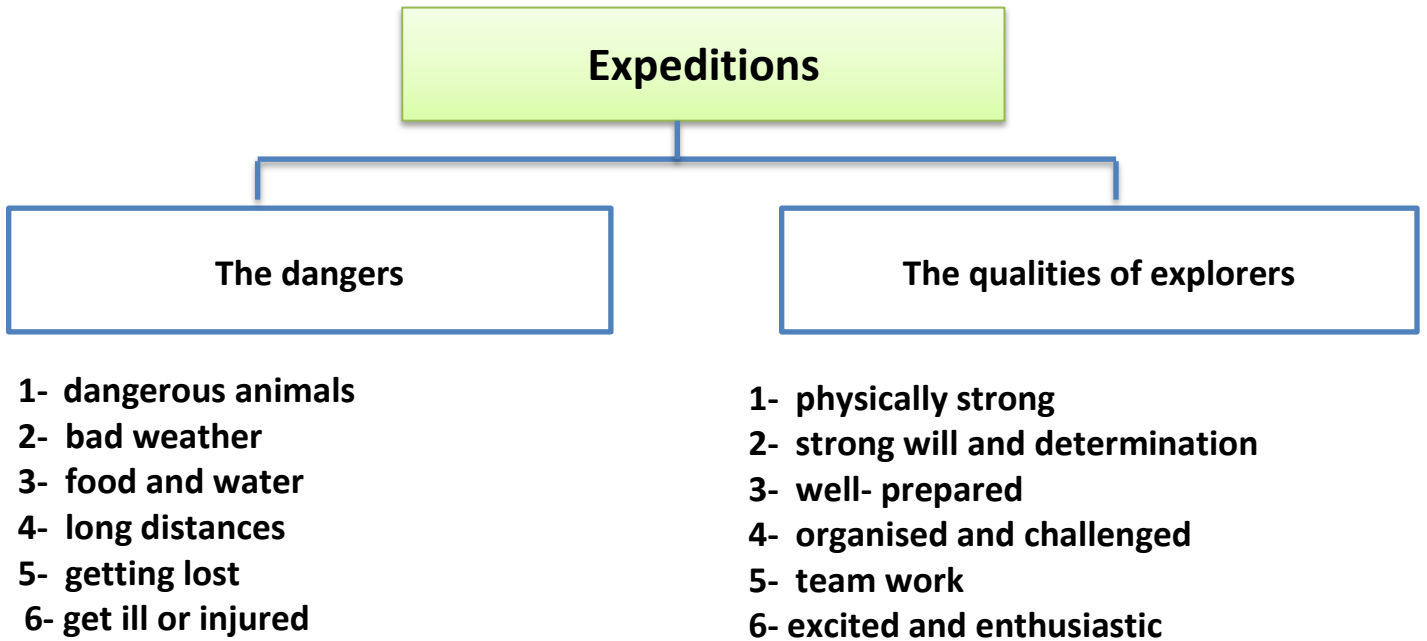 Expeditions
The dangers
1- dangerous animals
2- bad weather
3- food and water
4- long distances
5- getting lost
6- get ill or injured
The qualities of explorers
1- physically strong
2- strong will and determination
3- well- prepared
4- organised and challenged
5- team work
6- excited and enthusiastic